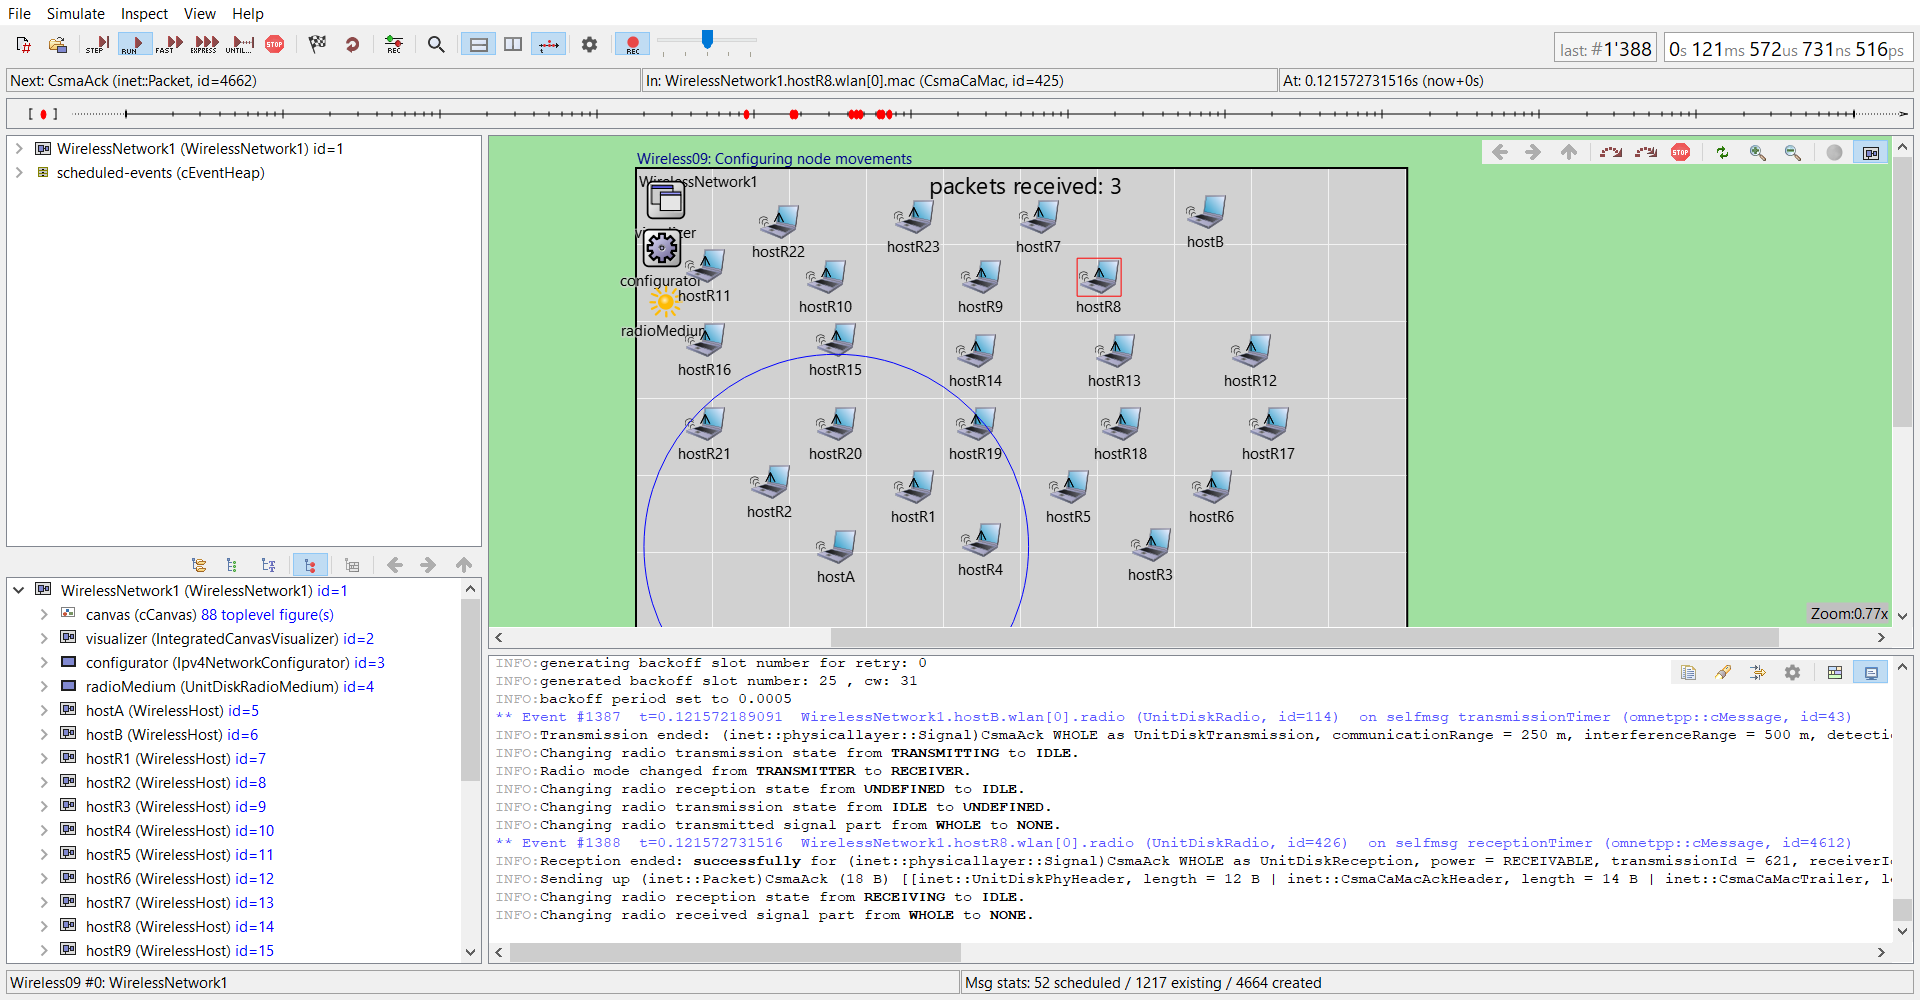 File Simulate Inspect View Help
STEP RUN FAST EXPRESS UNTIL... STOP REC REC
last: #1'388
0s 121ms 572us 731ns 516ps
Next: CsmaAck (inet::Packet, id=4662)
In: WirelessNetwork1.hostR8.wlan[0].mac (CsmaCaMac, id=425)
At: 0.121572731516s (now+0s)
WirelessNetwork1 (WirelessNetwork1) id=1
scheduled-events (cEventHeap)
WirelessNetwork1 (WirelessNetwork1) id=1
canvas (cCanvas) 88 toplevel figure(s)
visualizer (IntegratedCanvasVisualizer) id=2
configurator (Ipv4NetworkConfigurator) id=3
radioMedium (UnitDiskRadioMedium) id=4
hostA (WirelessHost) id=5
hostB (WirelessHost) id=6
hostR1 (WirelessHost) id=7
hostR2 (WirelessHost) id=8
hostR3 (WirelessHost) id=9
hostR4 (WirelessHost) id=10
hostR5 (WirelessHost) id=11
hostR6 (WirelessHost) id=12
hostR7 (WirelessHost) id=13
hostR8 (WirelessHost) id=14
hostR9 (WirelessHost) id=15
Wireless09: Configuring node movements
STOP
WirelessNetwork1
packets received: 3
hostR22
hostR23
hostR7
hostB
configurator
hostR11
hostR10
hostR9
hostR8
radioMedium
hostR16
hostR15
hostR14
hostR13
hostR12
hostR21
hostR20
hostR19
hostR18
hostR17
hostR2
hostR1
hostR5
hostR6
hostA
hostR4
hostR3
Zoom:0.77x
INFO:generating backoff slot number for retry: 0
INFO:generated backoff slot number: 25 , cw: 31
INFO:backoff period set to 0.0005
** Event #1387 t=0.121572189091 WirelessNetwork1.hostB.wlan[0].radio (UnitDiskRadio, id=114) on selfmsg transmissionTimer (omnetpp::cMessage, id=43)
INFO:Transmission ended: (inet::physicallayer::Signal)CsmaAck WHOLE as UnitDiskTransmission, communicationRange = 250 m, interferenceRange = 500 m, detecti
INFO:Changing radio transmission state from TRANSMITTING to IDLE.
INFO:Radio mode changed from TRANSMITTER to RECEIVER.
INFO:Changing radio reception state from UNDEFINED to IDLE.
INFO:Changing radio transmission state from IDLE to UNDEFINED.
INFO:Changing radio transmitted signal part from WHOLE to NONE.
** Event #1388 t=0.121572731516 WirelessNetwork1.hostR8.wlan[0].radio (UnitDiskRadio, id=426) on selfmsg receptionTimer (omnetpp::cMessage, id=4612)
INFO:Reception ended: successfully for (inet::physicallayer::Signal)CsmaAck WHOLE as UnitDiskReception, power = RECEIVABLE, transmissionId = 621, receiverI
INFO:Sending up (inet::Packet)CsmaAck (18 B) [[inet::UnitDiskPhyHeader, length = 12 B | inet::CsmaCaMacAckHeader, length = 14 B | inet::CsmaCaMacTrailer, l
INFO:Changing radio reception state from RECEIVING to IDLE.
INFO:Changing radio received signal part from WHOLE to NONE.
Wireless09 #0: WirelessNetwork1
Msg stats: 52 scheduled / 1217 existing / 4664 created